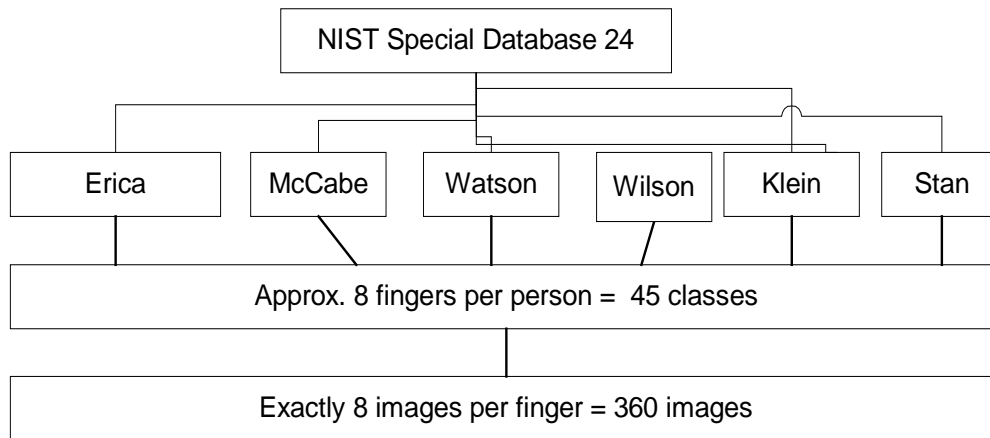 NIST Special Database 24
Erica
McCabe
Watson
Wilson
Klein
Stan
Approx. 8 fingers per person = 45 classes
Exactly 8 images per finger = 360 images